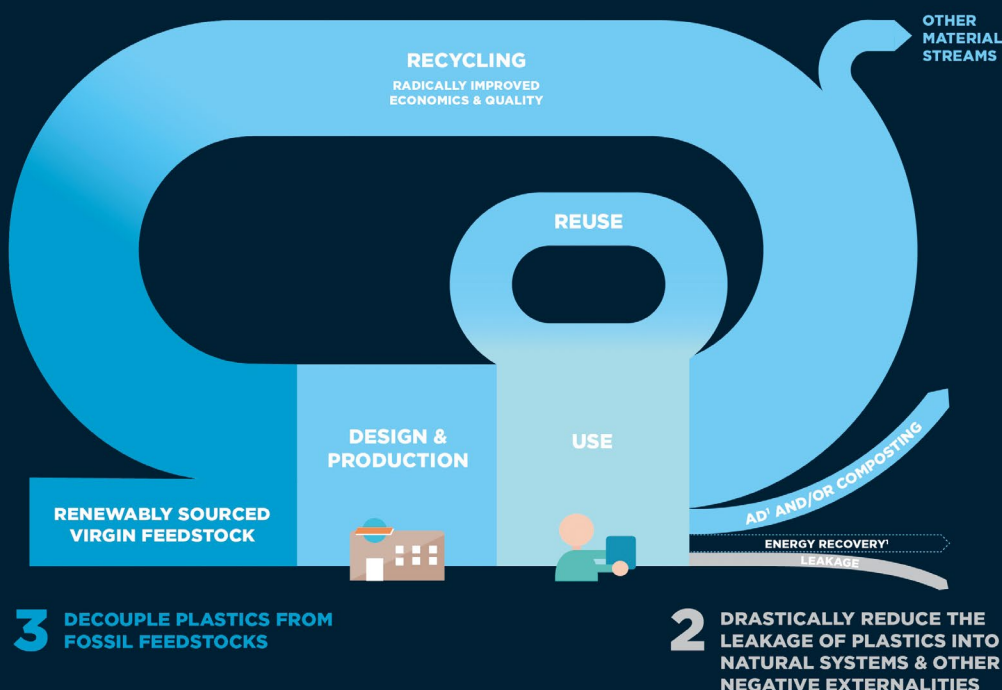 OTHER
MATERIAL
STREAMS
RECYCLING
RADICALLY IMPROVED
ECONOMICS & QUALITY
REUSE
DESIGN &
PRODUCTION
USE
RENEWABLY SOURCED
VIRGIN FEEDSTOCK
AD¹ AND/OR COMPOSTING
ENERGY RECOVERY¹
LEAKAGE
3 DECOUPLE PLASTICS FROM
FOSSIL FEEDSTOCKS
2 DRASTICALLY REDUCE THE
LEAKAGE OF PLASTICS INTO
NATURAL SYSTEMS & OTHER
NEGATIVE EXTERNALITIES